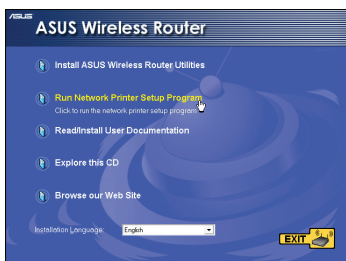 ASUS
ASUS Wireless Router
Install ASUS Wireless Router Utilities
Run Network Printer Setup Program
Click to run the network printer setup program.
Read/Install User Documentation
Explore this CD
Browse our Web Site
Installation Language: English
EXIT